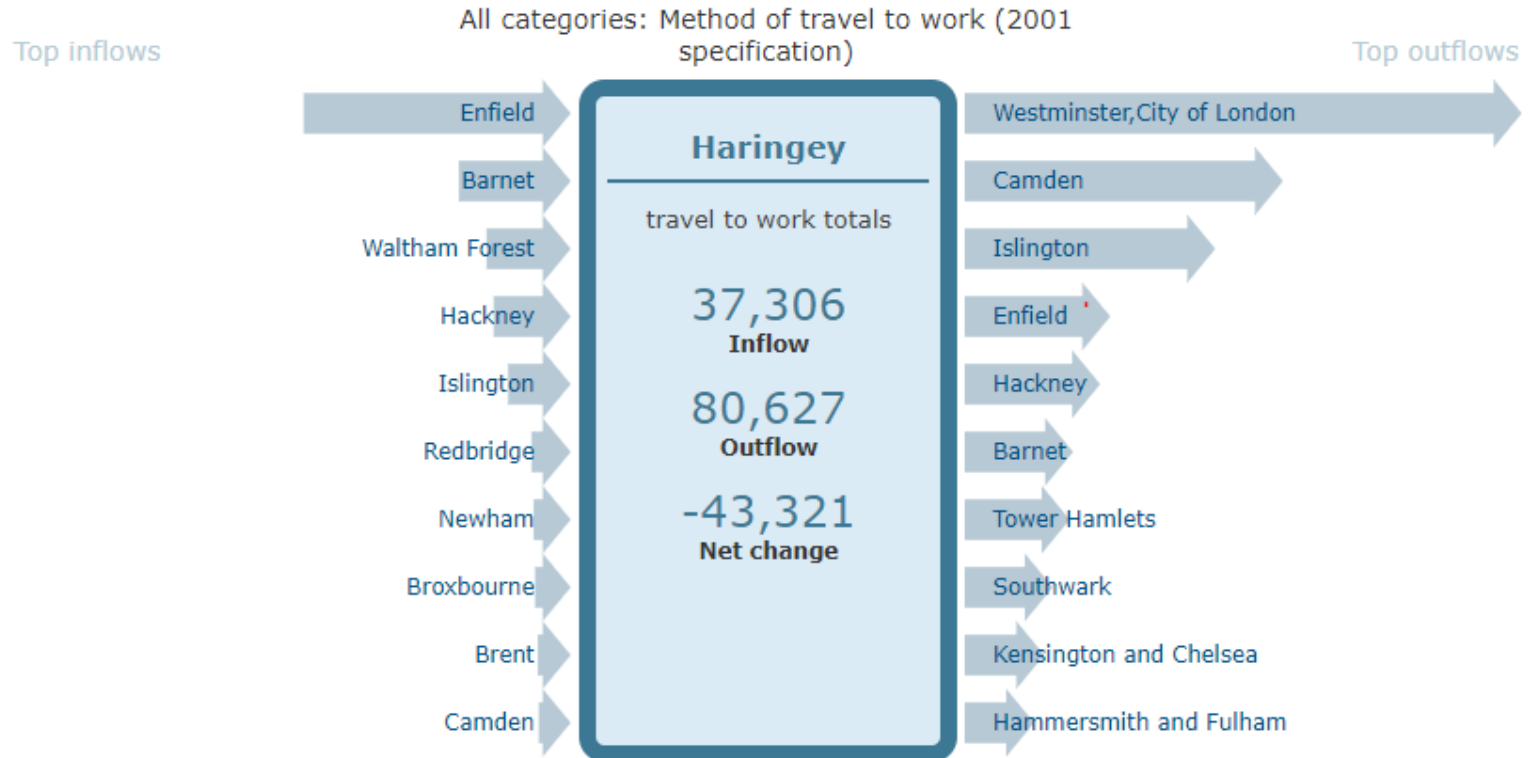 All categories: Method of travel to work (2001
specification)
Top inflows
Top outflows
Enfield
Barnet
Waltham Forest
Hackney
Islington
Redbridge
Newham
Broxbourne
Brent
Camden
Haringey
travel to work totals
37,306
Inflow
80,627
Outflow
-43,321
Net change
Westminster,City of London
Camden
Islington
Enfield
Hackney
Barnet
Tower Hamlets
Southwark
Kensington and Chelsea
Hammersmith and Fulham